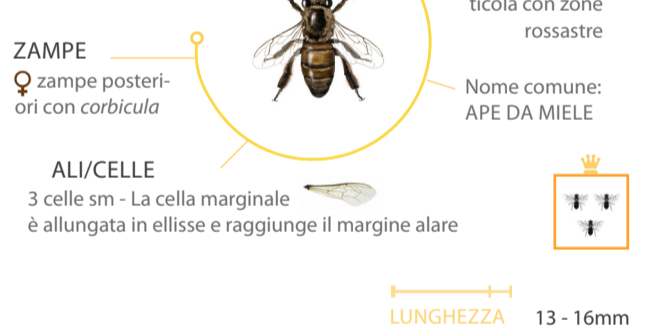 ticola con zone
rossastre
ZAMPE
♀ zampe posteri-
ori con corbicula
Nome comune:
APE DA MIELE
ALI/CELLE
3 celle sm - La cella marginale
è allungata in ellisse e raggiunge il margine alare
LUNGHEZZA 13 - 16mm